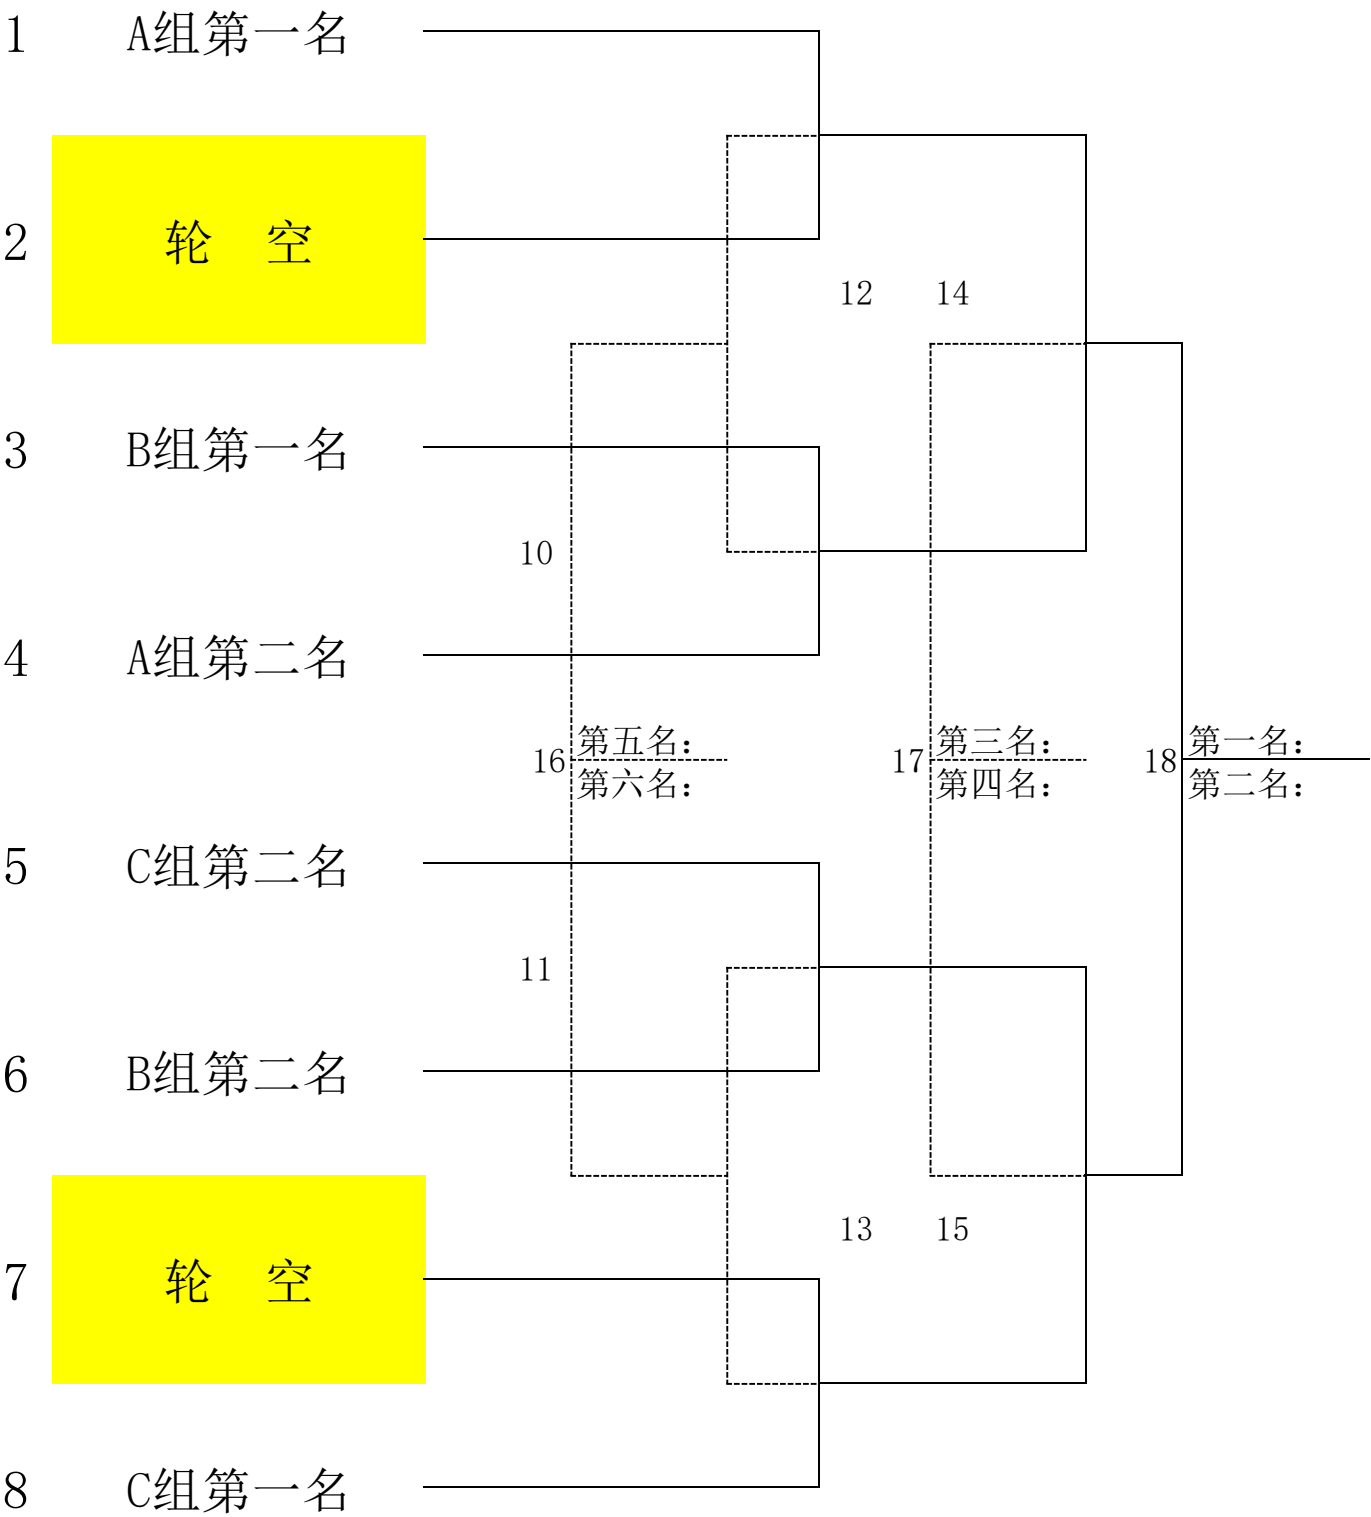 1 A组第一名
2 轮 空
12 14
3 B组第一名
10
4 A组第二名
16 第五名：
第六名：
17 第三名：
第四名：
18 第一名：
第二名：
5 C组第二名
11
6 B组第二名
13 15
7 轮 空
8 C组第一名